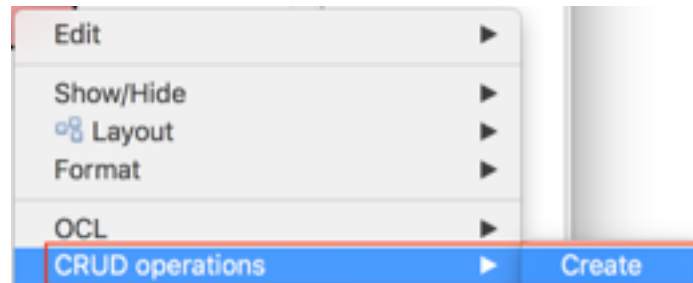 Edit
Show/Hide
Layout
Format
OCL
CRUD operations Create